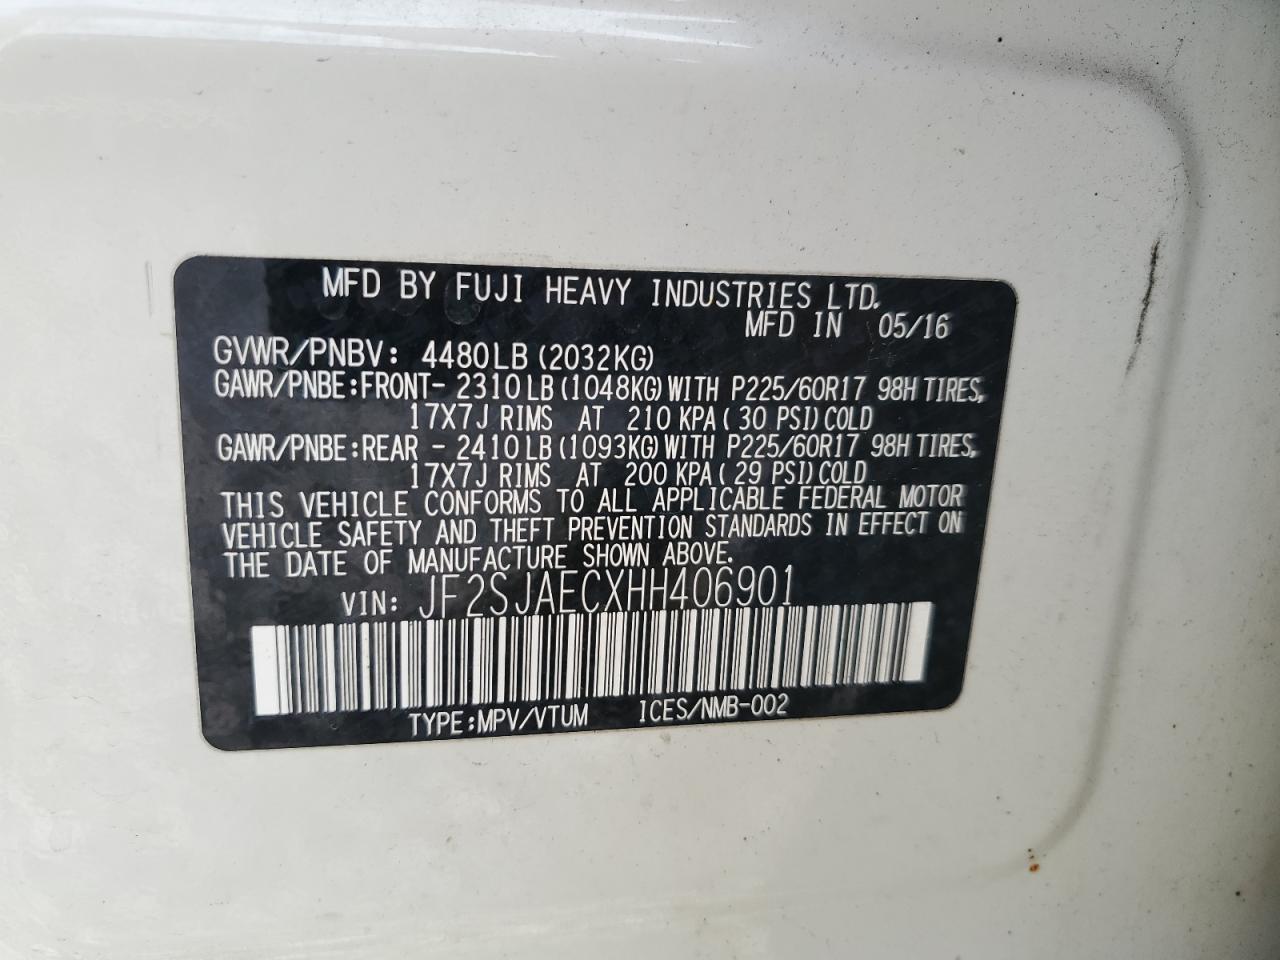 MFD BY FUJI HEAVY INDUSTRIES LTD.
MFD IN 05/16
GVWR/PNBV: 4480LB (2032KG)
GAWR/PNBE:FRONT- 2310LB (1048KG) WITH P225/60R17 98H TIRES,
17X7J RIMS AT 210 KPA ( 30 PSI) COLD
GAWR/PNBE:REAR - 2410LB (1093KG) WITH P225/60R17 98H TIRES,
17X7J RIMS AT 200 KPA ( 29 PSI) COLD
THIS VEHICLE CONFORMS TO ALL APPLICABLE FEDERAL MOTOR
VEHICLE SAFETY AND THEFT PREVENTION STANDARDS IN EFFECT ON
THE DATE OF MANUFACTURE SHOWN ABOVE.
VIN: JF2SJAECXHH406901
TYPE:MPV/VTUM ICES/NMB-002